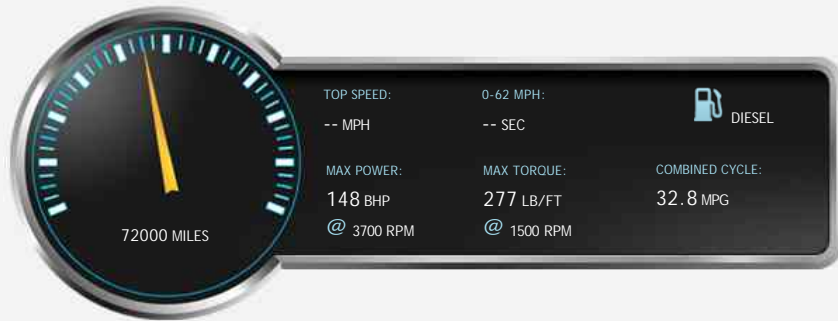 TOP SPEED:
-- MPH
0-62 MPH:
-- SEC
DIESEL
MAX POWER:
148 BHP
@ 3700 RPM
MAX TORQUE:
277 LB/FT
@ 1500 RPM
COMBINED CYCLE:
32.8 MPG
72000 MILES